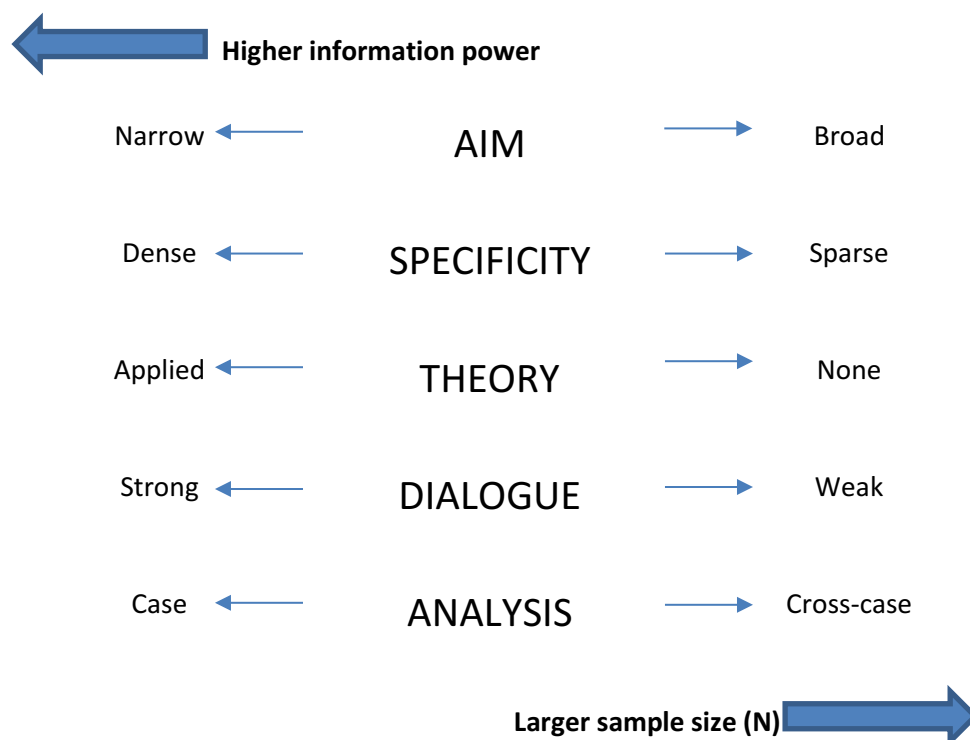 Higher information power
Narrow AIM Broad
Dense SPECIFICITY Sparse
Applied THEORY None
Strong DIALOGUE Weak
Case ANALYSIS Cross-case
Larger sample size (N)